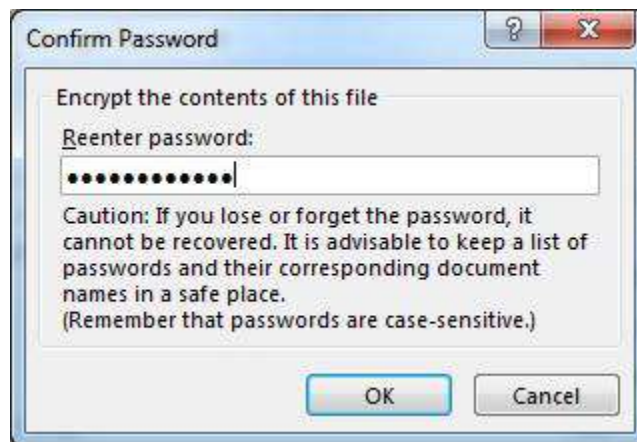 Confirm Password
?
X
Encrypt the contents of this file
Reenter password:
••••••••••••
Caution: If you lose or forget the password, it
cannot be recovered. It is advisable to keep a list of
passwords and their corresponding document
names in a safe place.
(Remember that passwords are case-sensitive.)
OK
Cancel